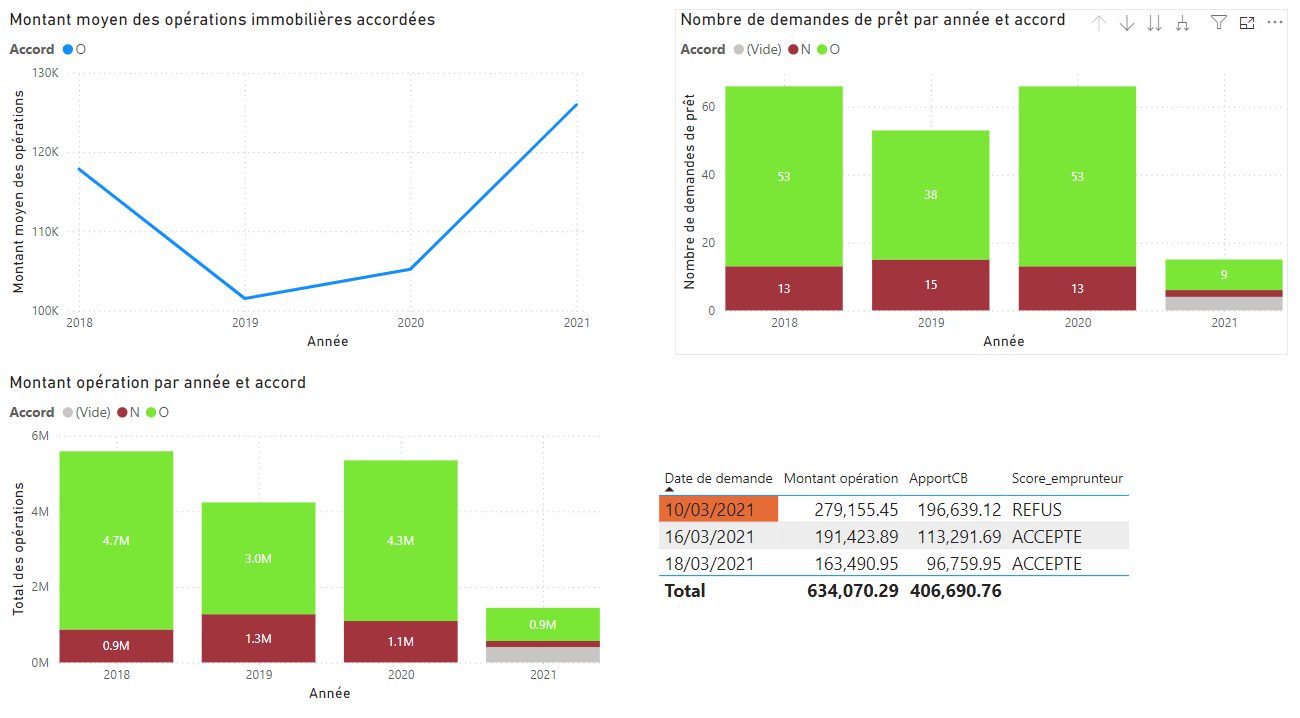 Montant moyen des opérations immobilières accordées
Accord O
130K
120K
110K
100K
Montant moyen des opérations
2018 2019 2020 2021
Année
Nombre de demandes de prêt par année et accord
Accord (Vide) N O
60
40
20
0
Nombre de demandes de prêt
53 38 53 9
13 15 13
2018 2019 2020 2021
Année
Montant opération par année et accord
Accord (Vide) N O
6M
4M
2M
0M
Total des opérations
4.7M 3.0M 4.3M 0.9M
0.9M 1.3M 1.1M
2018 2019 2020 2021
Année
Date de demande Montant opération ApportCB Score_emprunteur
10/03/2021 279,155.45 196,639.12 REFUS
16/03/2021 191,423.89 113,291.69 ACCEPTE
18/03/2021 163,490.95 96,759.95 ACCEPTE
Total 634,070.29 406,690.76